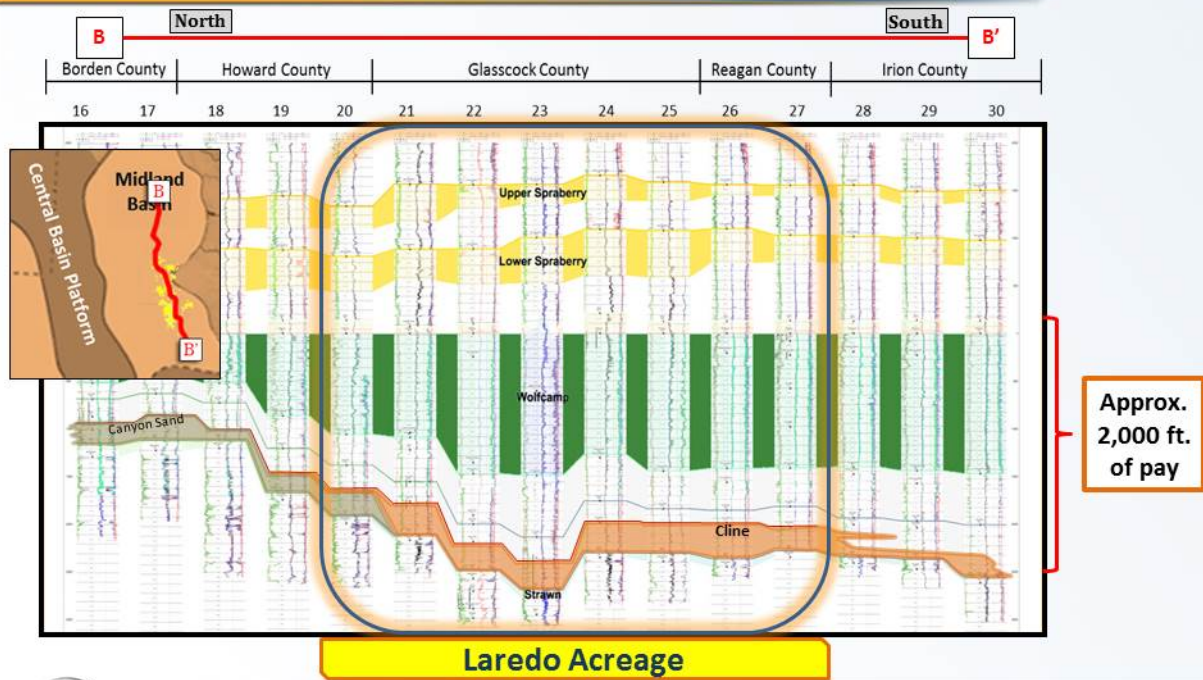 North
South
B
B'
Borden County
Howard County
Glasscock County
Reagan County
Irion County
16 17 18 19 20 21 22 23 24 25 26 27 28 29 30
Central Basin Platform
Midland
Basin
B
B'
Upper Spraberry
Lower Spraberry
Wolfcamp
Canyon Sand
Cline
Strawn
Approx.
2,000 ft.
of pay
Laredo Acreage